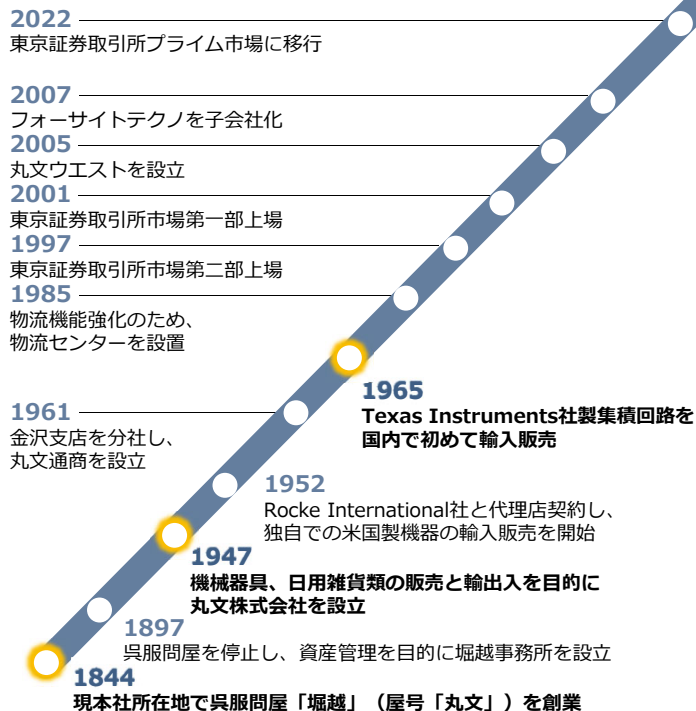 2022
東京証券取引所プライム市場に移行
2007
フォーサイトテクノを子会社化
2005
丸文ウエストを設立
2001
東京証券取引所市場第一部上場
1997
東京証券取引所市場第二部上場
1985
物流機能強化のため、
物流センターを設置
1965
Texas Instruments社製集積回路を
国内で初めて輸入販売
1961
金沢支店を分社し、
丸文通商を設立
1952
Rocke International社と代理店契約し、
独自での米国製機器の輸入販売を開始
1947
機械器具、日用雑貨類の販売と輸出入を目的に
丸文株式会社を設立
1897
呉服問屋を停止し、資産管理を目的に堀越事務所を設立
1844
現本社所在地で呉服問屋「堀越」（屋号「丸文」）を創業